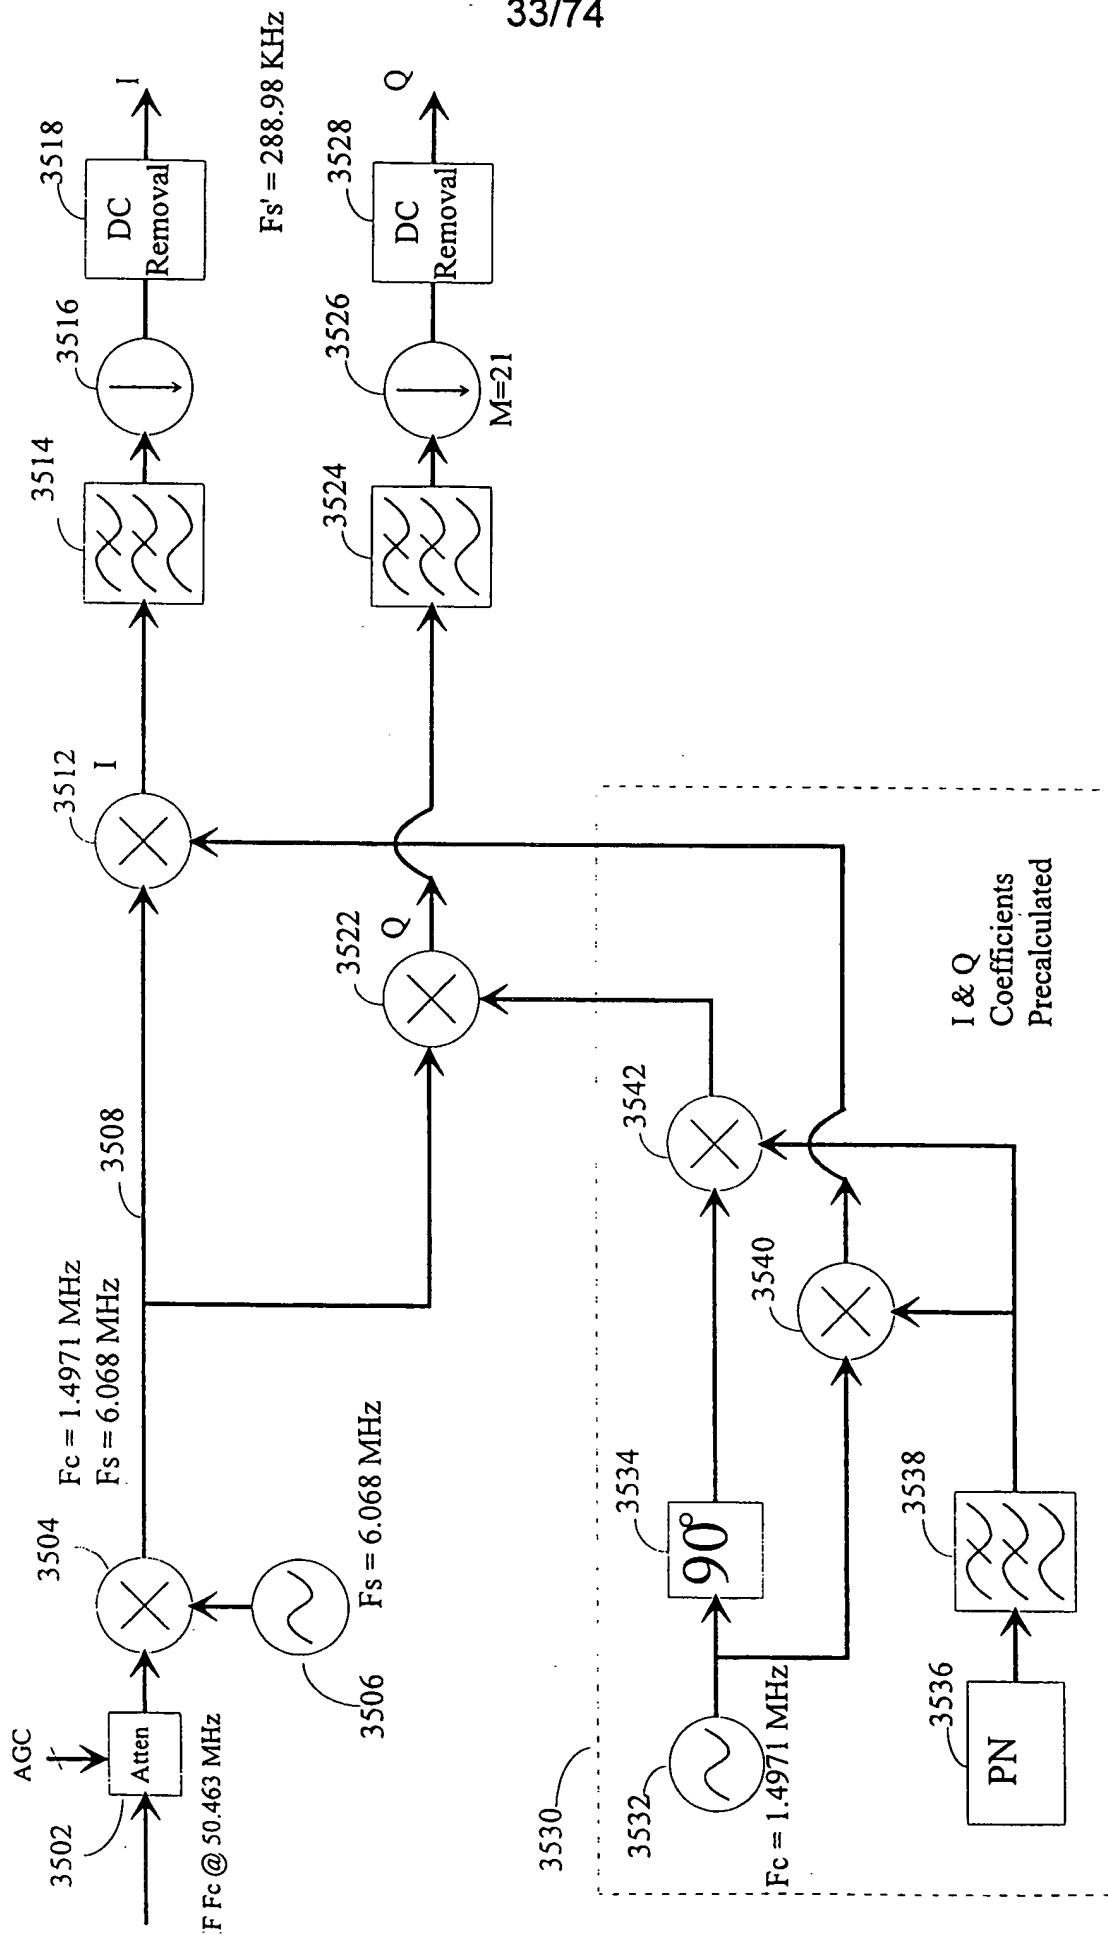 33/74
AGC
3502
Atten
IF Fc @ 50.463 MHz
3504
3506
Fs = 6.068 MHz
Fc = 1.4971 MHz
Fs = 6.068 MHz
3508
3512
I
3514
3516
3518
DC
Removal
I
Fs' = 288.98 KHz
3522
Q
3524
3526
M=21
3528
DC
Removal
Q
3530
3532
Fc = 1.4971 MHz
3534
90°
3542
3540
3536
PN
3538
I & Q
Coefficients
Precalculated